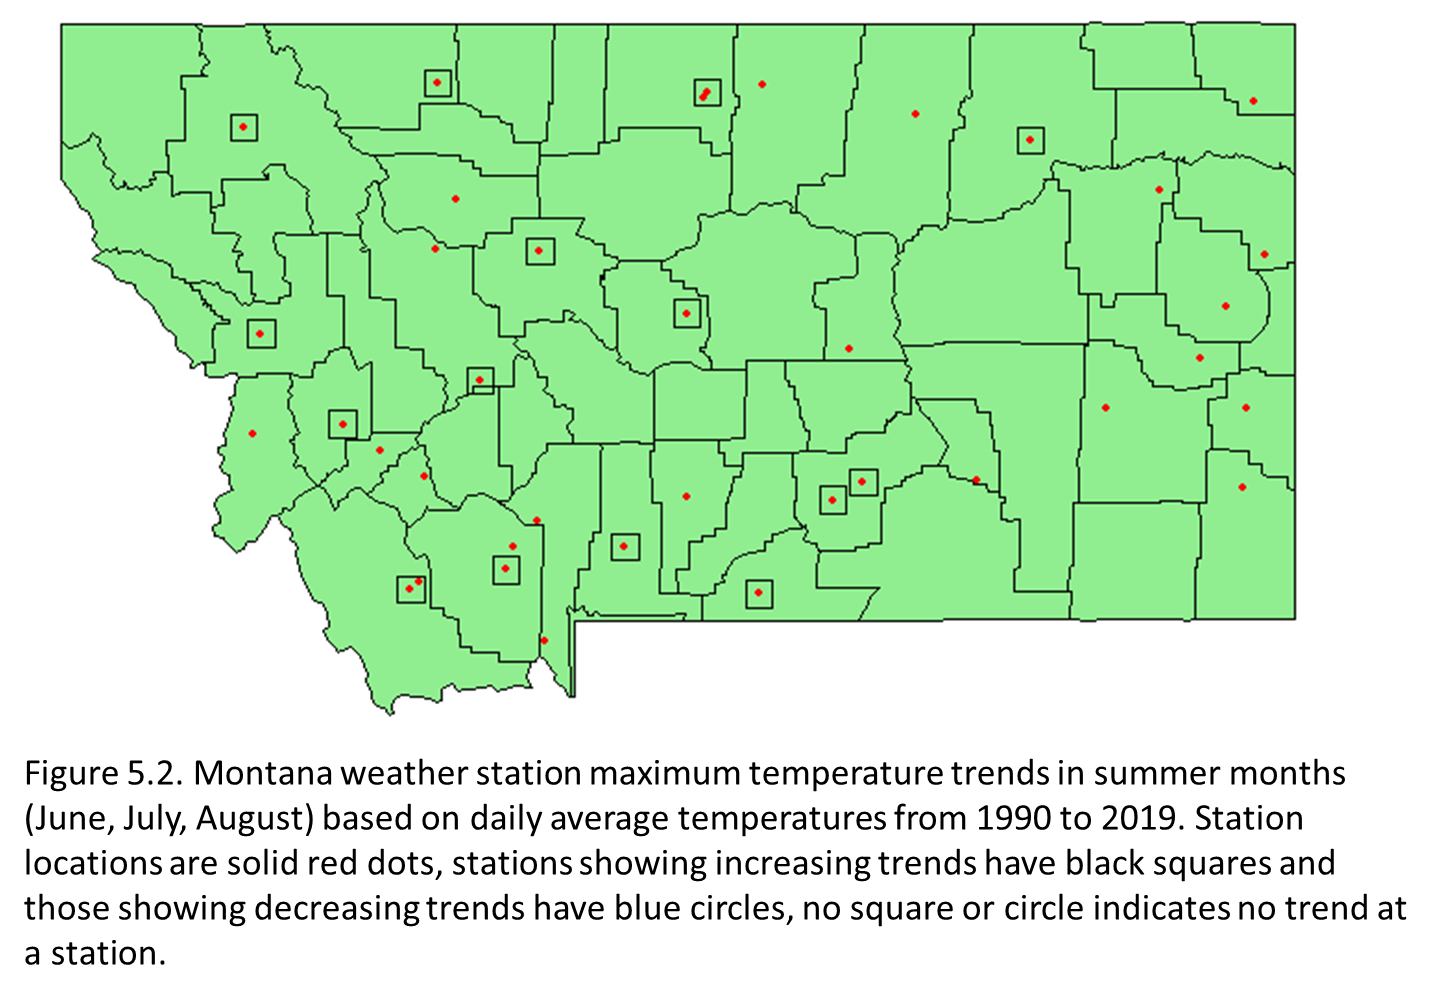 Figure 5.2. Montana weather station maximum temperature trends in summer months
(June, July, August) based on daily average temperatures from 1990 to 2019. Station
locations are solid red dots, stations showing increasing trends have black squares and
those showing decreasing trends have blue circles, no square or circle indicates no trend at
a station.